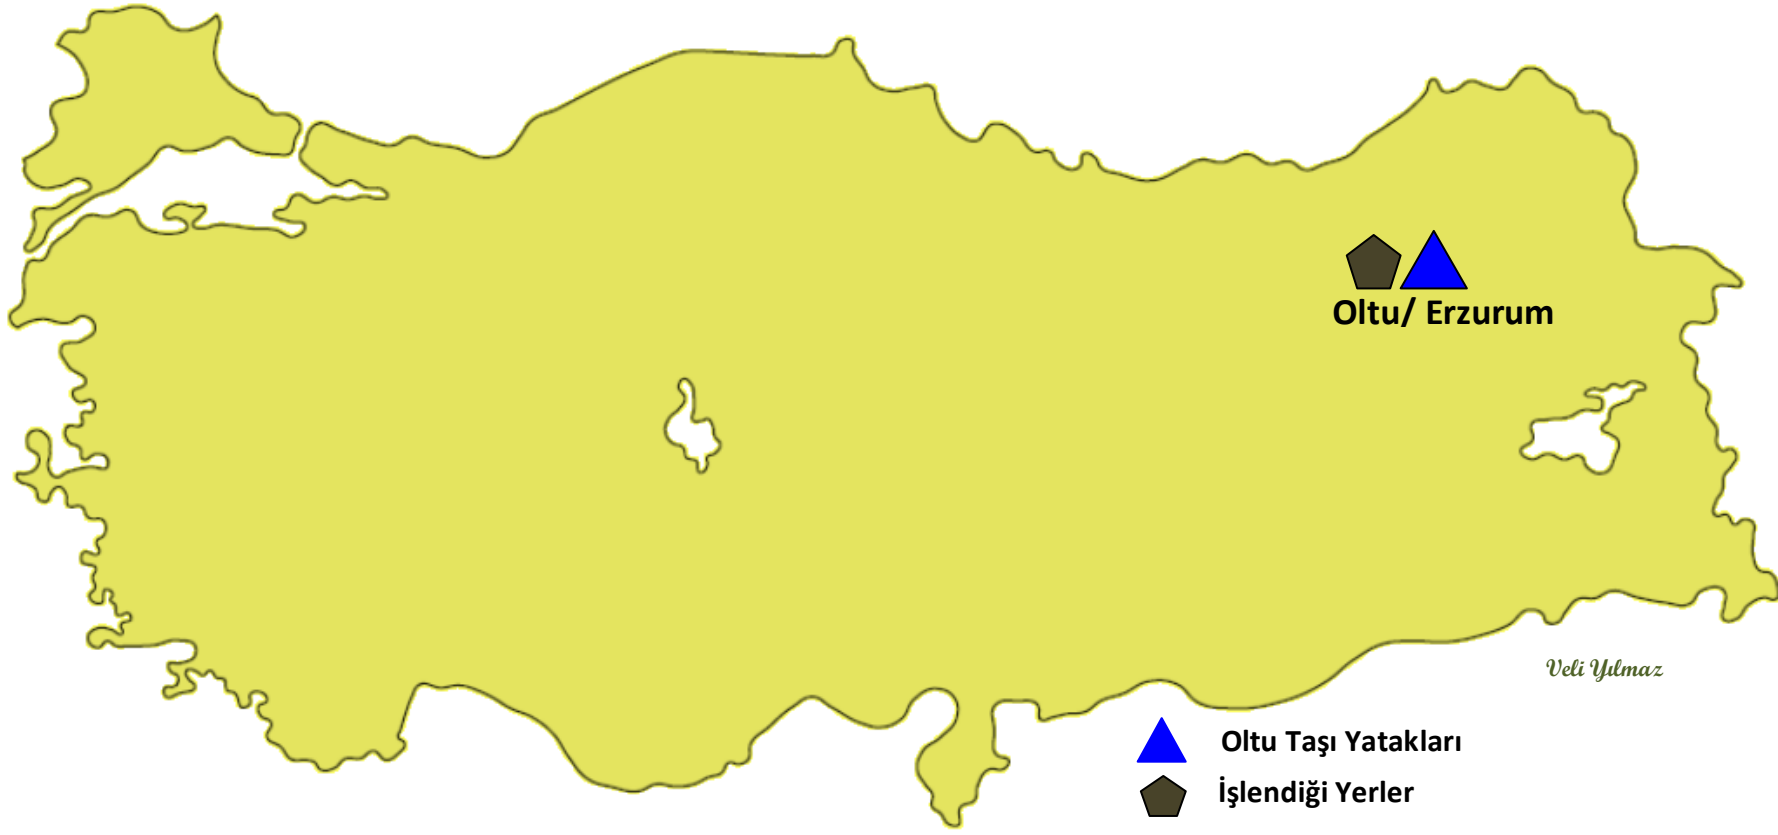 Oltu/ Erzurum
Veli Yılmaz
Oltu Taşı Yatakları
İşlendiği Yerler